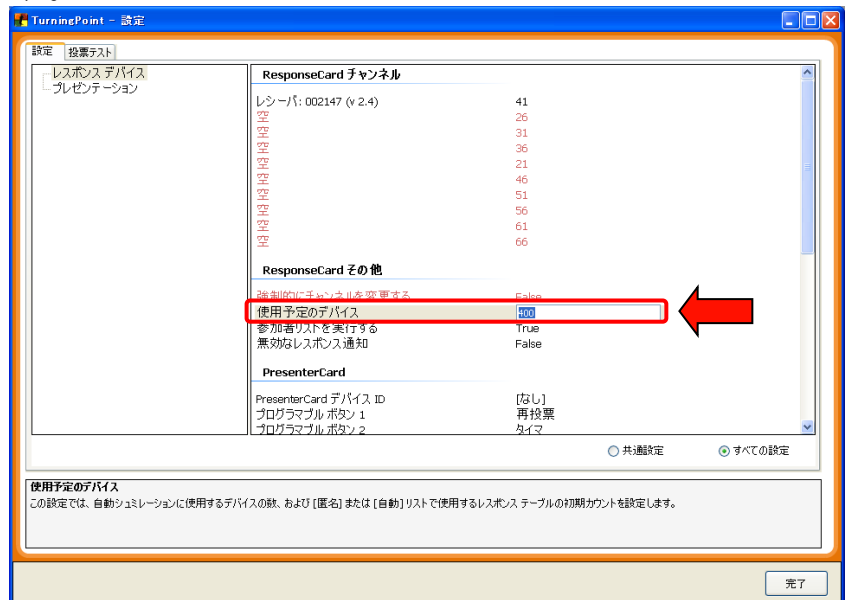 TurningPoint - 設定
設定 投票テスト
レスポンス デバイス
プレゼンテーション
ResponseCard チャンネル
レシーバ: 002147 (v 2.4) 41
空 26
空 31
空 36
空 21
空 46
空 51
空 56
空 61
空 66
ResponseCard その他
強制的にチャンネルを変更する False
使用予定のデバイス 400
参加者リストを実行する True
無効なレスポンス通知 False
PresenterCard
PresenterCard デバイス ID [なし]
プログラマブル ボタン 1 再投票
プログラマブル ボタン 2 タイマ
共通設定 すべての設定
使用予定のデバイス
この設定では、自動シュミレーションに使用するデバイスの数、および [匿名] または [自動] リストで使用するレスポンス テーブルの初期カウントを設定します。
完了